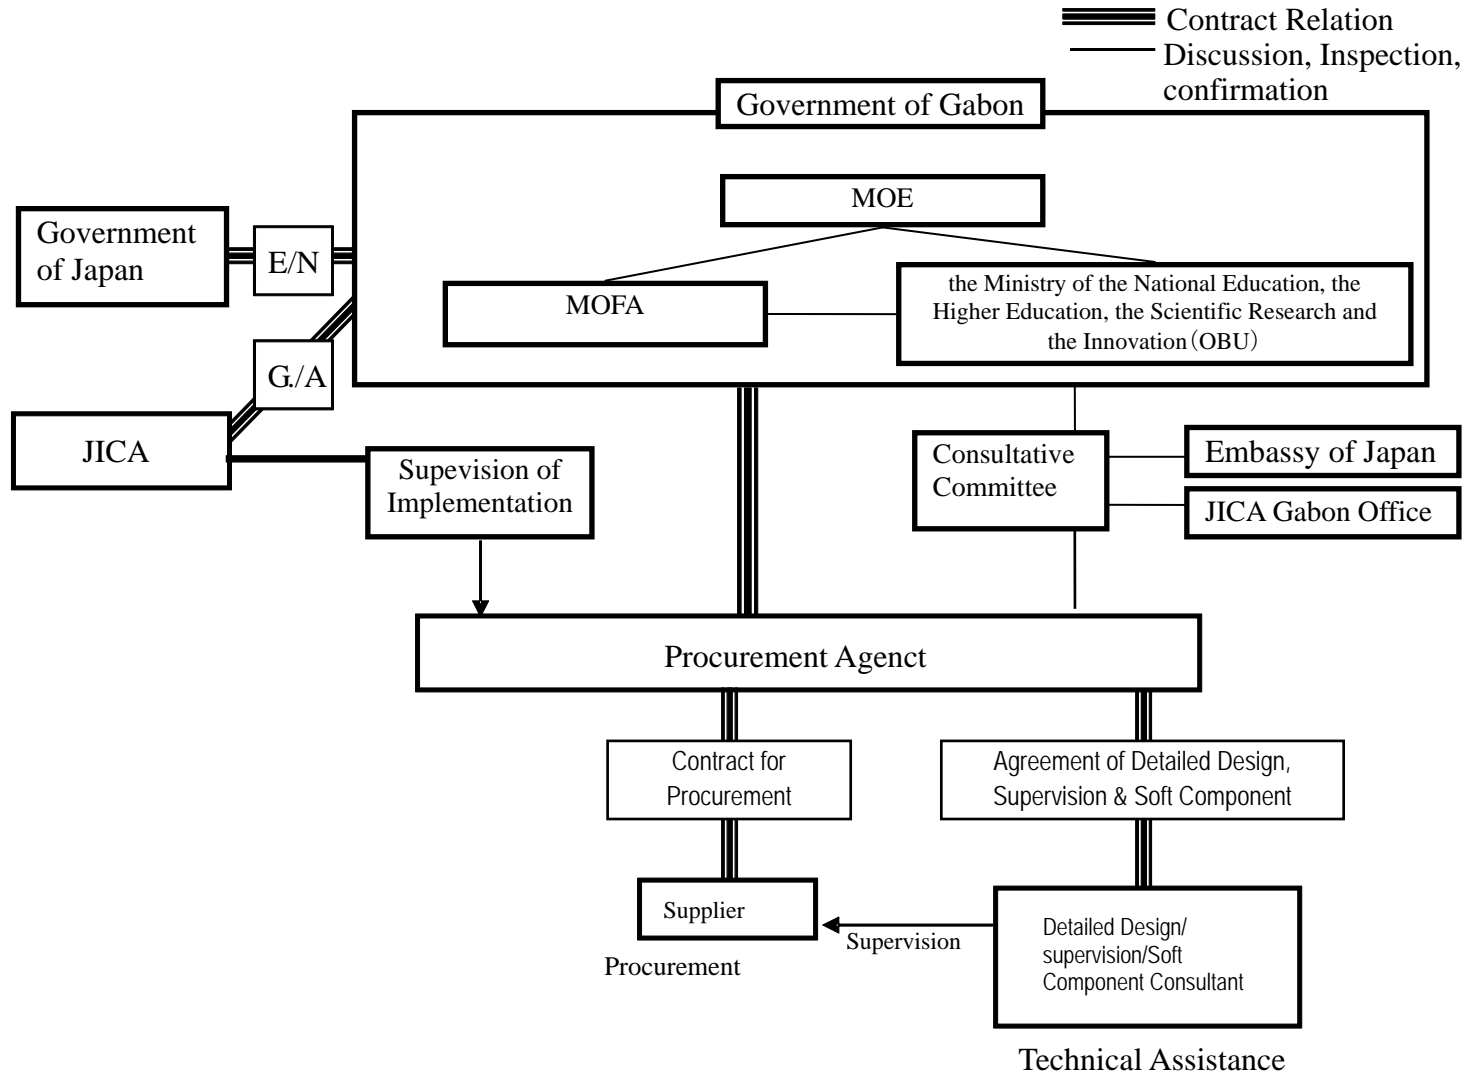 Contract Relation
Discussion, Inspection,
confirmation
Government of Gabon
MOE
Government
of Japan
E/N
the Ministry of the National Education, the
Higher Education, the Scientific Research and
the Innovation（OBU）
MOFA
G./A
JICA
Supevision of
Implementation
Consultative
Committee
Embassy of Japan
JICA Gabon Office
Procurement Agenct
Contract for
Procurement
Agreement of Detailed Design,
Supervision & Soft Component
Supplier
Supervision
Procurement
Detailed Design/
supervision/Soft
Component Consultant
Technical Assistance